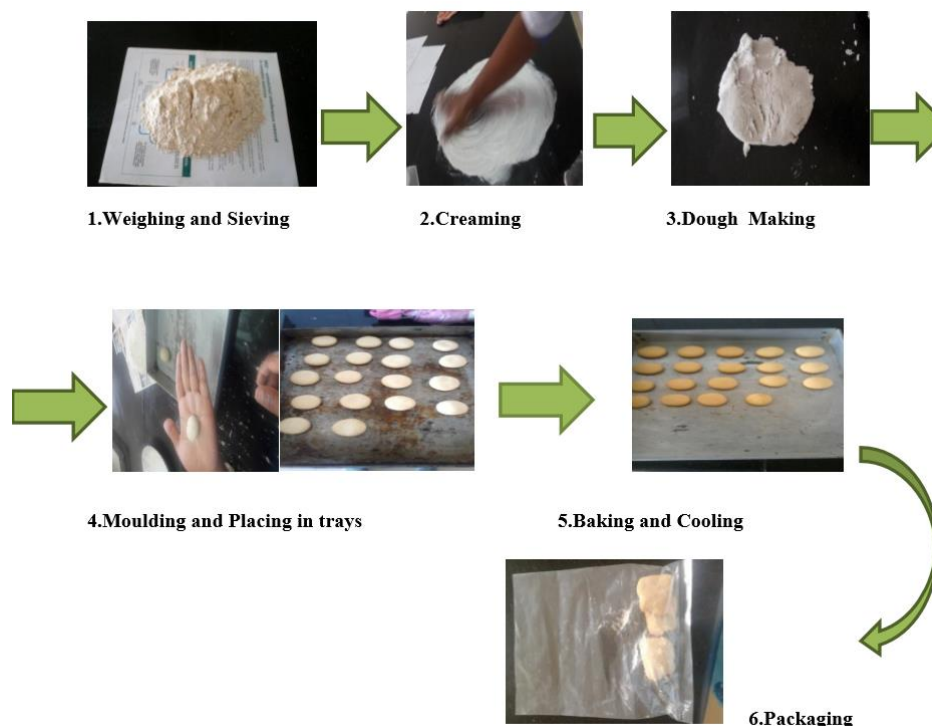 1.Weighing and Sieving
2.Creaming
3.Dough Making
4.Moulding and Placing in trays
5.Baking and Cooling
6.Packaging